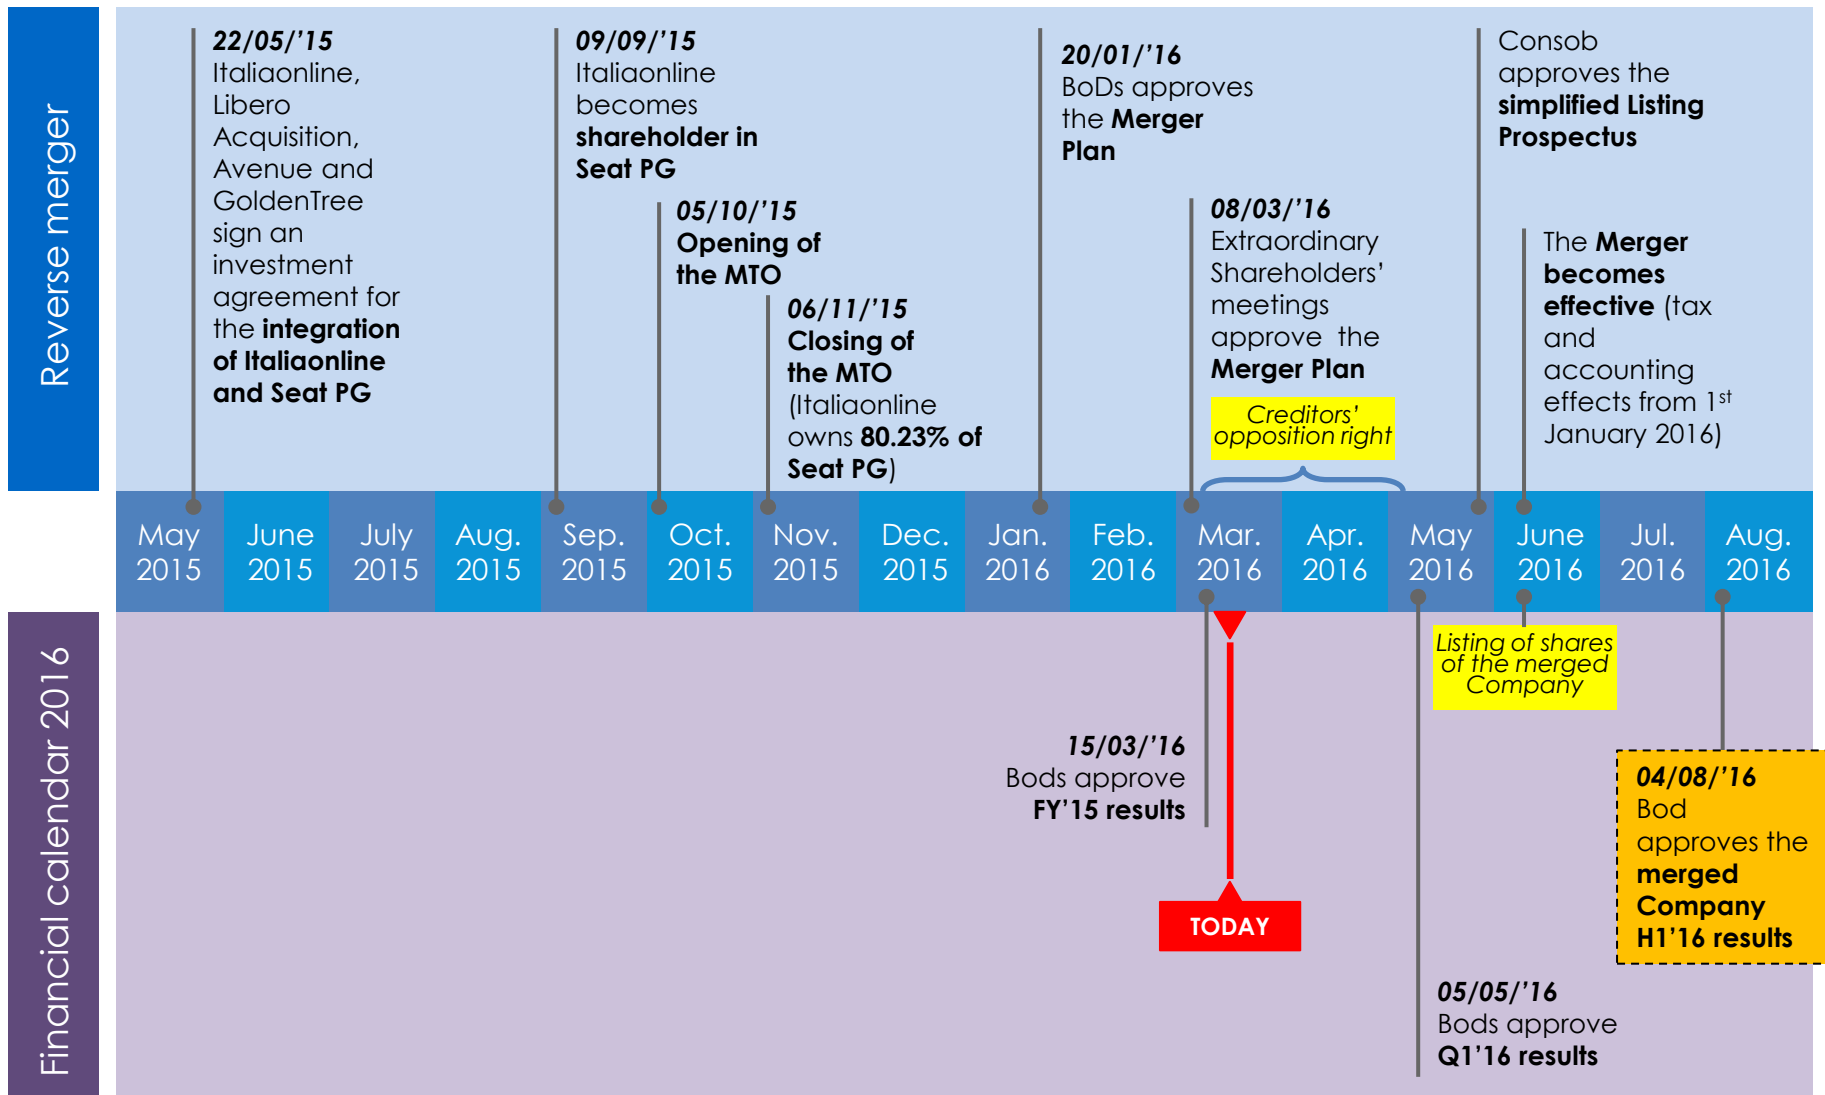 Reverse merger
22/05/’15
Italiaonline,
Libero
Acquisition,
Avenue and
GoldenTree
sign an
investment
agreement for
the integration
of Italiaonline
and Seat PG
09/09/’15
Italiaonline
becomes
shareholder in
Seat PG
05/10/’15
Opening of
the MTO
06/11/’15
Closing of
the MTO
(Italiaonline
owns 80.23% of
Seat PG)
20/01/’16
BoDs approves
the Merger
Plan
08/03/’16
Extraordinary
Shareholders’
meetings
approve the
Merger Plan
Creditors’
opposition right
Consob
approves the
simplified Listing
Prospectus
The Merger
becomes
effective (tax
and
accounting
effects from 1st
January 2016)
May
2015
June
2015
July
2015
Aug.
2015
Sep.
2015
Oct.
2015
Nov.
2015
Dec.
2015
Jan.
2016
Feb.
2016
Mar.
2016
Apr.
2016
May
2016
June
2016
Jul.
2016
Aug.
2016
Financial calendar 2016
15/03/’16
Bods approve
FY’15 results
TODAY
Listing of shares
of the merged
Company
05/05/’16
Bods approve
Q1’16 results
04/08/’16
Bod
approves the
merged
Company
H1’16 results